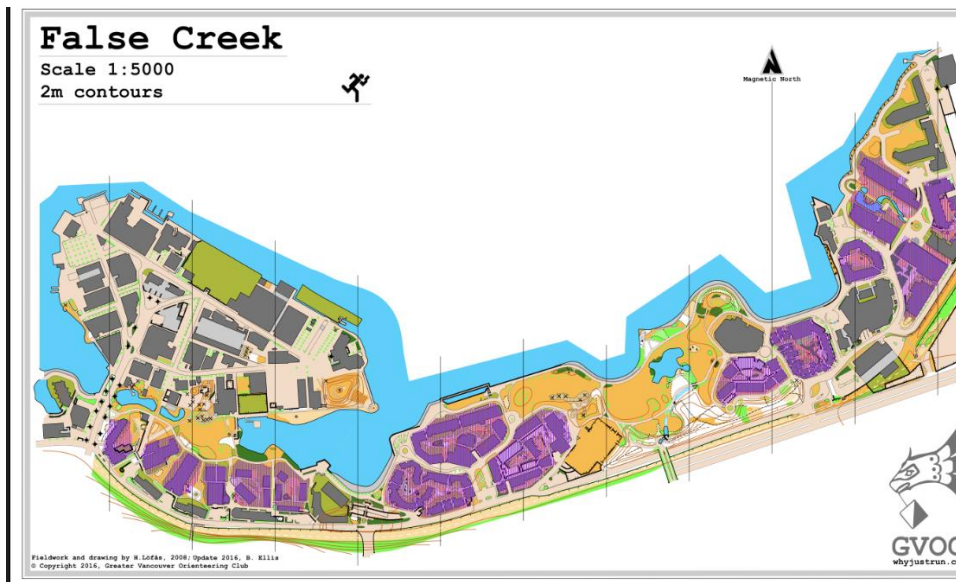 False Creek
Scale 1:5000
2m contours
Magnetic North
Fieldwork and drawing by H.Löfås, 2008; Update 2016, B. Ellis
© Copyright 2016, Greater Vancouver Orienteering Club
GVOC
whyjustrun.c